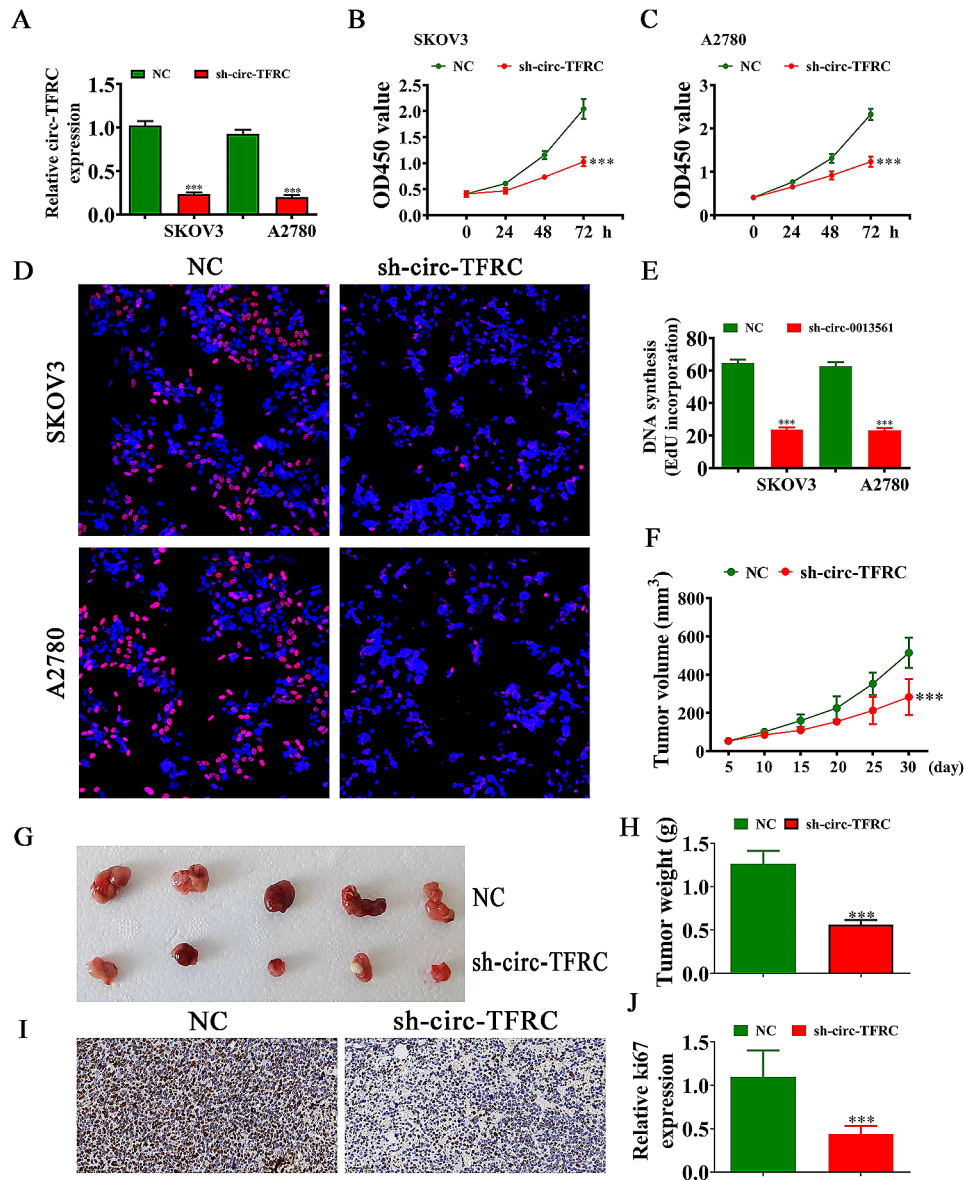 A
NC sh-circ-TFRC
Relative circ-TFRC
expression
1.5
1.0
0.5
0.0
*** ***
SKOV3 A2780
B
SKOV3
NC sh-circ-TFRC
OD450 value
2.5
2.0
1.5
1.0
0.5
0.0
***
0 24 48 72 h
C
A2780
NC sh-circ-TFRC
OD450 value
3
2
1
0
***
0 24 48 72 h
D
NC sh-circ-TFRC
SKOV3
A2780
E
NC sh-circ-0013561
DNA synthesis
(EdU incorporation)
80
60
40
20
0
*** ***
SKOV3 A2780
F
NC sh-circ-TFRC
Tumor volume (mm³)
800
600
400
200
0
***
5 10 15 20 25 30 (day)
G
NC
sh-circ-TFRC
H
NC sh-circ-TFRC
Tumor weight (g)
1.5
1.0
0.5
0.0
***
I
NC sh-circ-TFRC
J
NC sh-circ-TFRC
Relative ki67
expression
1.5
1.0
0.5
0.0
***